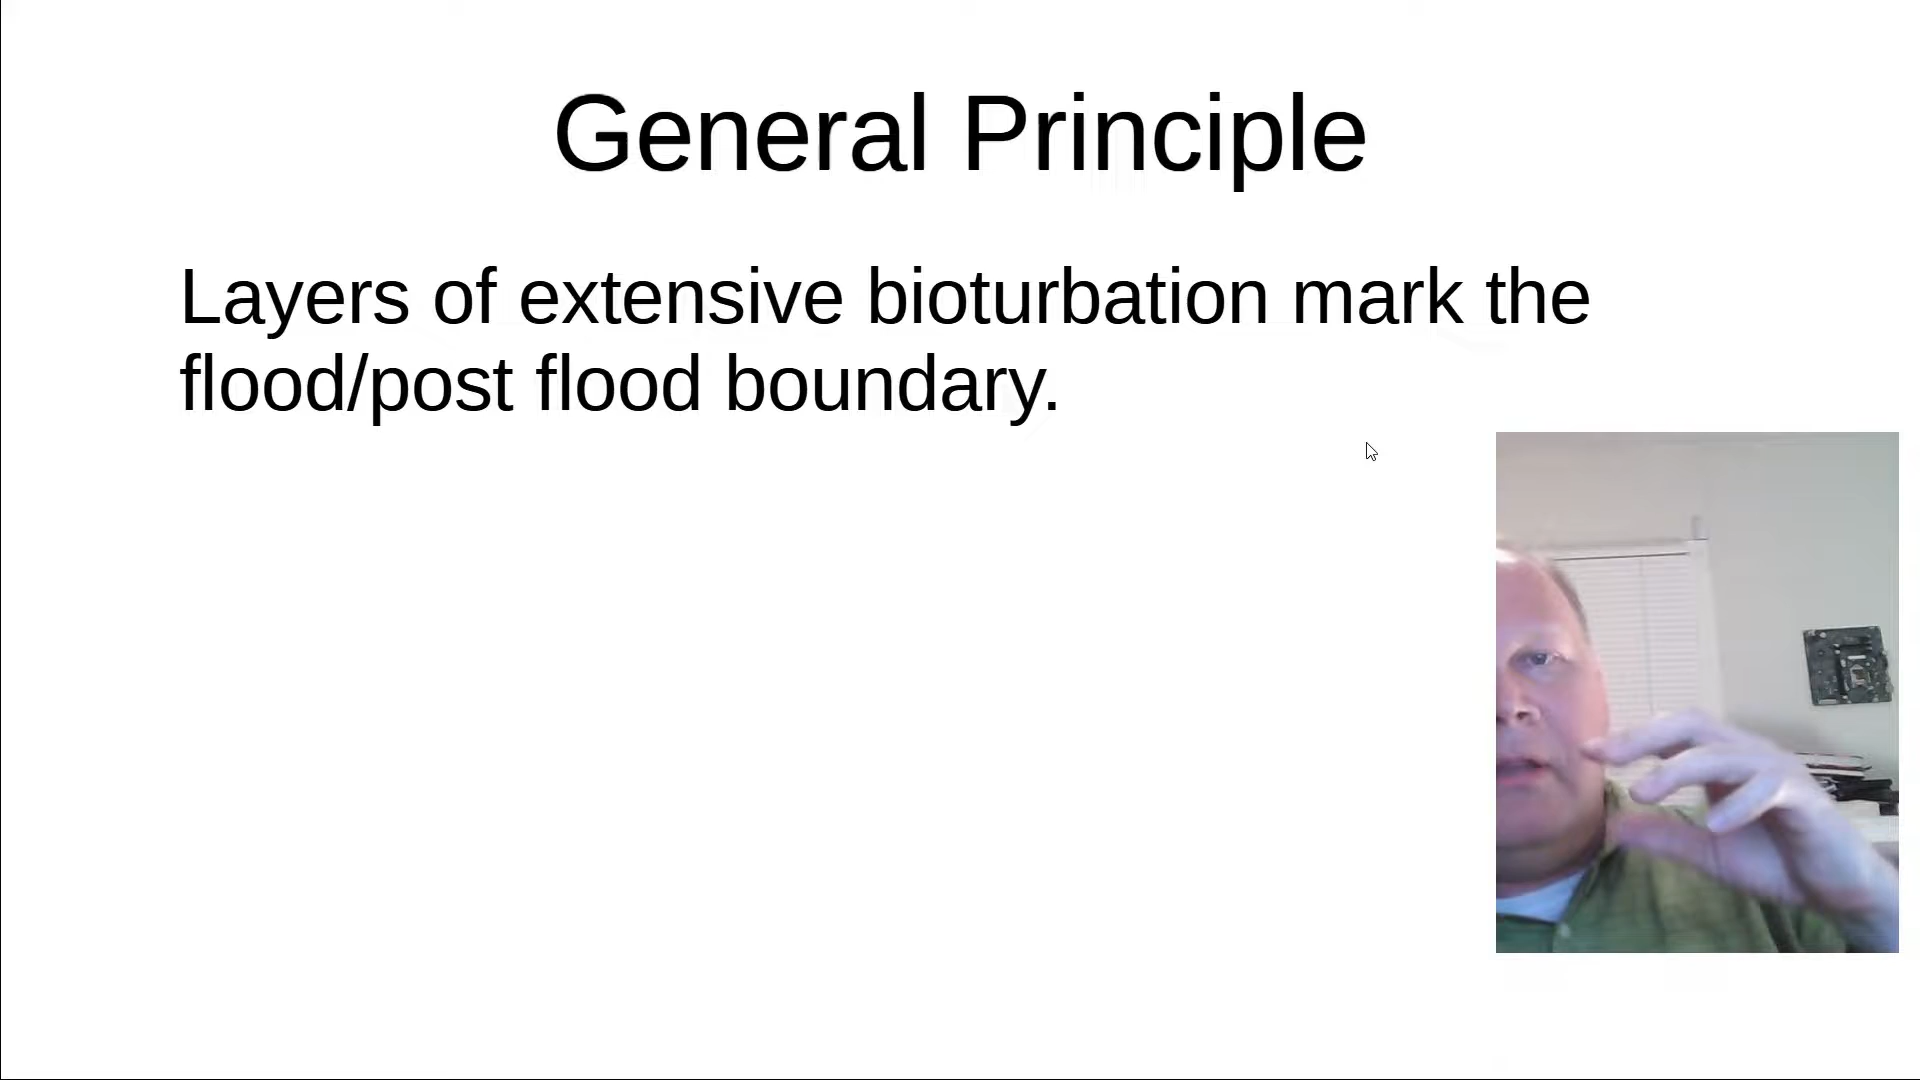 General Principle
Layers of extensive bioturbation mark the
flood/post flood boundary.